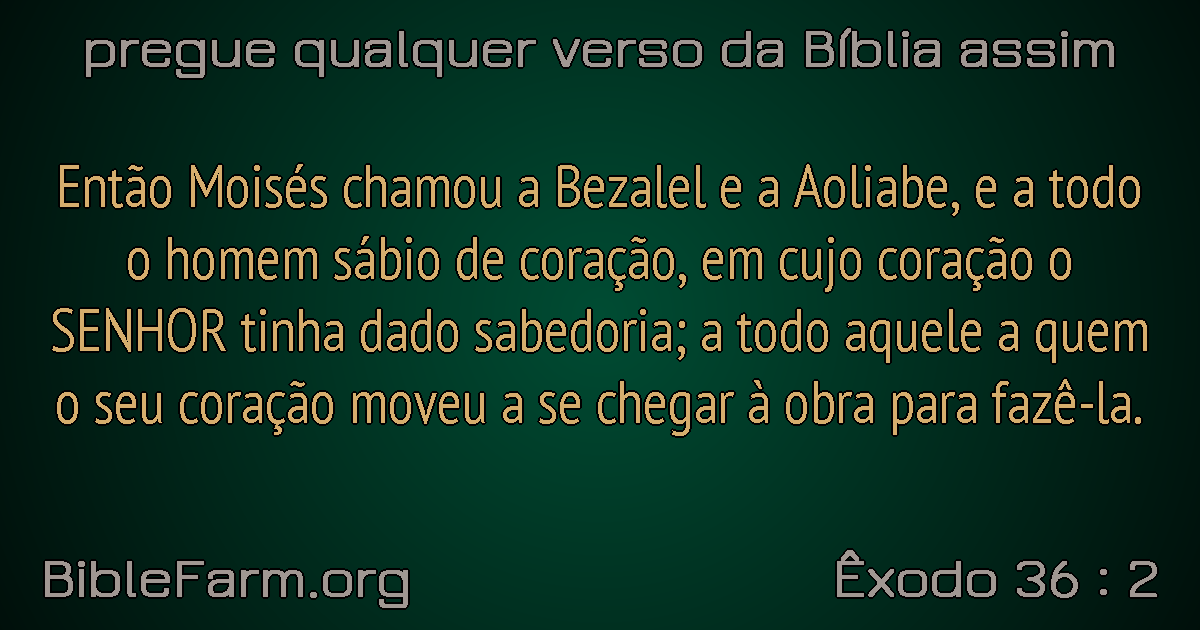 pregue qualquer verso da Bíblia assim
Então Moisés chamou a Bezalel e a Aoliabe, e a todo
o homem sábio de coração, em cujo coração o
SENHOR tinha dado sabedoria; a todo aquele a quem
o seu coração moveu a se chegar à obra para fazê-la.
BibleFarm.org
Êxodo 36 : 2